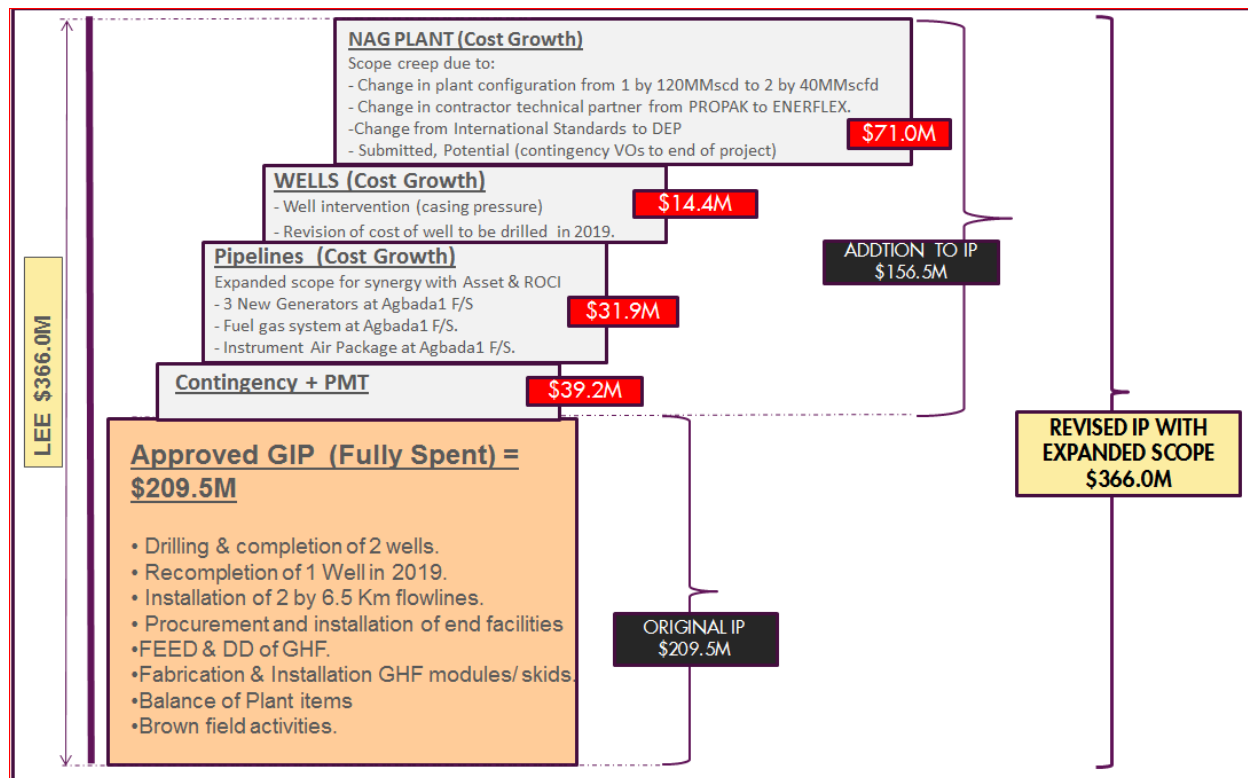 NAG PLANT (Cost Growth)
Scope creep due to:
- Change in plant configuration from 1 by 120MMscd to 2 by 40MMscfd
- Change in contractor technical partner from PROPAK to ENERFLEX.
-Change from International Standards to DEP
- Submitted, Potential (contingency VOs to end of project)
$71.0M
WELLS (Cost Growth)
- Well intervention (casing pressure)
- Revision of cost of well to be drilled in 2019.
$14.4M
Pipelines (Cost Growth)
Expanded scope for synergy with Asset & ROCI
- 3 New Generators at Agbada1 F/S
- Fuel gas system at Agbada1 F/S.
- Instrument Air Package at Agbada1 F/S.
$31.9M
Contingency + PMT
$39.2M
Approved GIP (Fully Spent) =
$209.5M
• Drilling & completion of 2 wells.
• Recompletion of 1 Well in 2019.
• Installation of 2 by 6.5 Km flowlines.
• Procurement and installation of end facilities
•FEED & DD of GHF.
•Fabrication & Installation GHF modules/ skids.
•Balance of Plant items
•Brown field activities.
LEE $366.0M
ADDTION TO IP
$156.5M
ORIGINAL IP
$209.5M
REVISED IP WITH
EXPANDED SCOPE
$366.0M